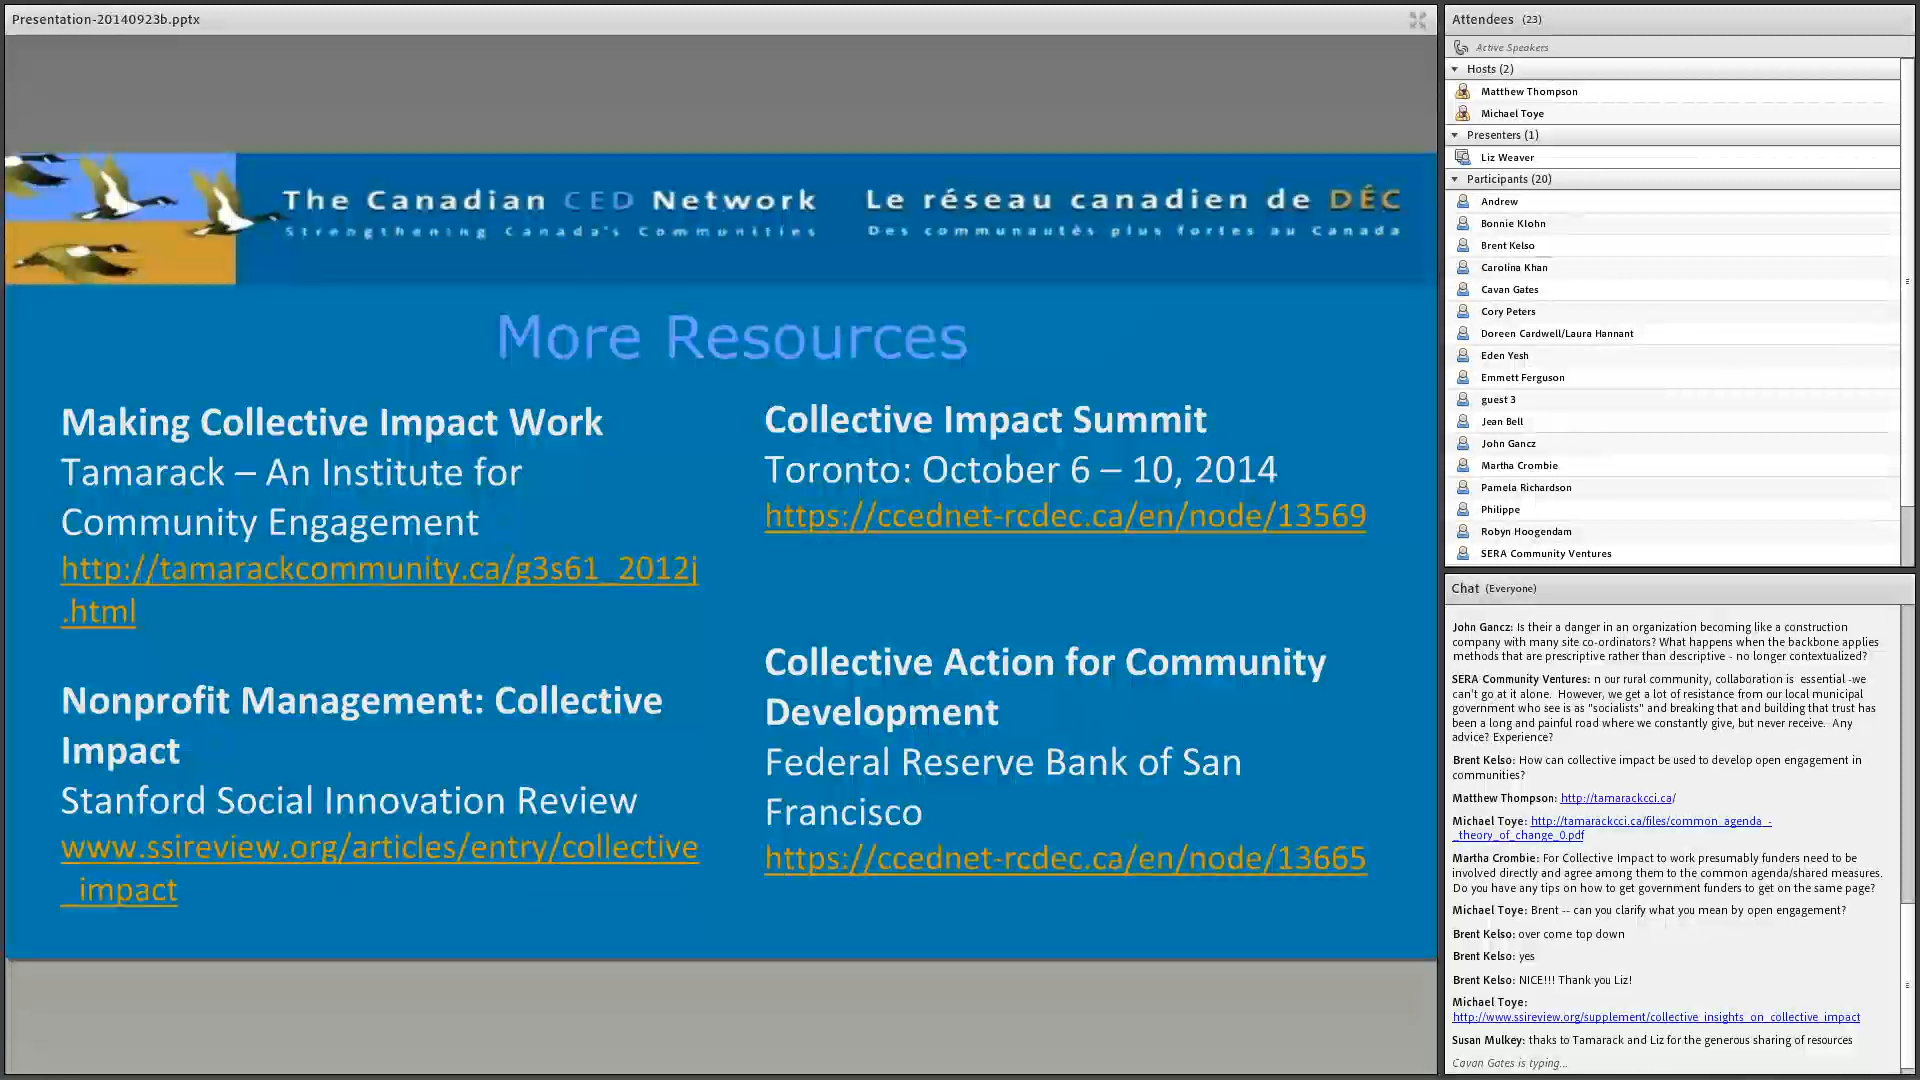 Presentation-20140923b.pptx
The Canadian CED Network
Strengthening Canada's Communities
Le réseau canadien de DÉC
Des communautés plus fortes au Canada
More Resources
Making Collective Impact Work
Tamarack – An Institute for
Community Engagement
http://tamarackcommunity.ca/g3s61_2012j
.html
Nonprofit Management: Collective
Impact
Stanford Social Innovation Review
www.ssireview.org/articles/entry/collective
_impact
Collective Impact Summit
Toronto: October 6 – 10, 2014
https://ccednet-rcdec.ca/en/node/13569
Collective Action for Community
Development
Federal Reserve Bank of San
Francisco
https://ccednet-rcdec.ca/en/node/13665
Attendees (23)
Active Speakers
Hosts (2)
Matthew Thompson
Michael Toye
Presenters (1)
Liz Weaver
Participants (20)
Andrew
Bonnie Klohn
Brent Kelso
Carolina Khan
Cavan Gates
Cory Peters
Doreen Cardwell/Laura Hannant
Eden Yesh
Emmett Ferguson
guest 3
Jean Bell
John Gancz
Martha Crombie
Pamela Richardson
Philippe
Robyn Hoogendam
SERA Community Ventures
Chat (Everyone)
John Gancz: Is their a danger in an organization becoming like a construction
company with many site co-ordinators? What happens when the backbone applies
methods that are prescriptive rather than descriptive - no longer contextualized?
SERA Community Ventures: n our rural community, collaboration is essential -we
can't go at it alone. However, we get a lot of resistance from our local municipal
government who see is as "socialists" and breaking that and building that trust has
been a long and painful road where we constantly give, but never receive. Any
advice? Experience?
Brent Kelso: How can collective impact be used to develop open engagement in
communities?
Matthew Thompson: http://tamarackcci.ca/
Michael Toye: http://tamarackcci.ca/files/common_agenda_-
_theory_of_change_0.pdf
Martha Crombie: For Collective Impact to work presumably funders need to be
involved directly and agree among them to the common agenda/shared measures.
Do you have any tips on how to get government funders to get on the same page?
Michael Toye: Brent -- can you clarify what you mean by open engagement?
Brent Kelso: over come top down
Brent Kelso: yes
Brent Kelso: NICE!!! Thank you Liz!
Michael Toye:
http://www.ssireview.org/supplement/collective_insights_on_collective_impact
Susan Mulkey: thaks to Tamarack and Liz for the generous sharing of resources
Cavan Gates is typing...